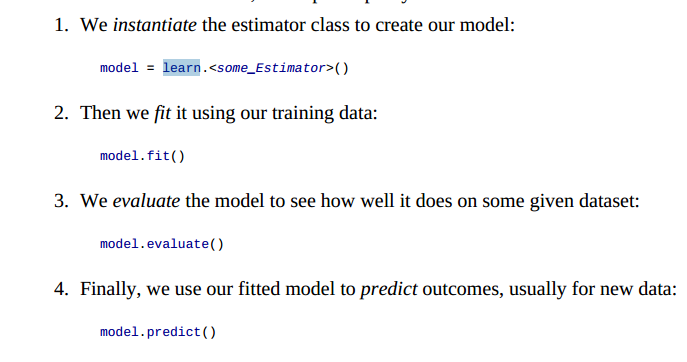 1. We instantiate the estimator class to create our model:
model = learn.<some_Estimator>()
2. Then we fit it using our training data:
model.fit()
3. We evaluate the model to see how well it does on some given dataset:
model.evaluate()
4. Finally, we use our fitted model to predict outcomes, usually for new data:
model.predict()